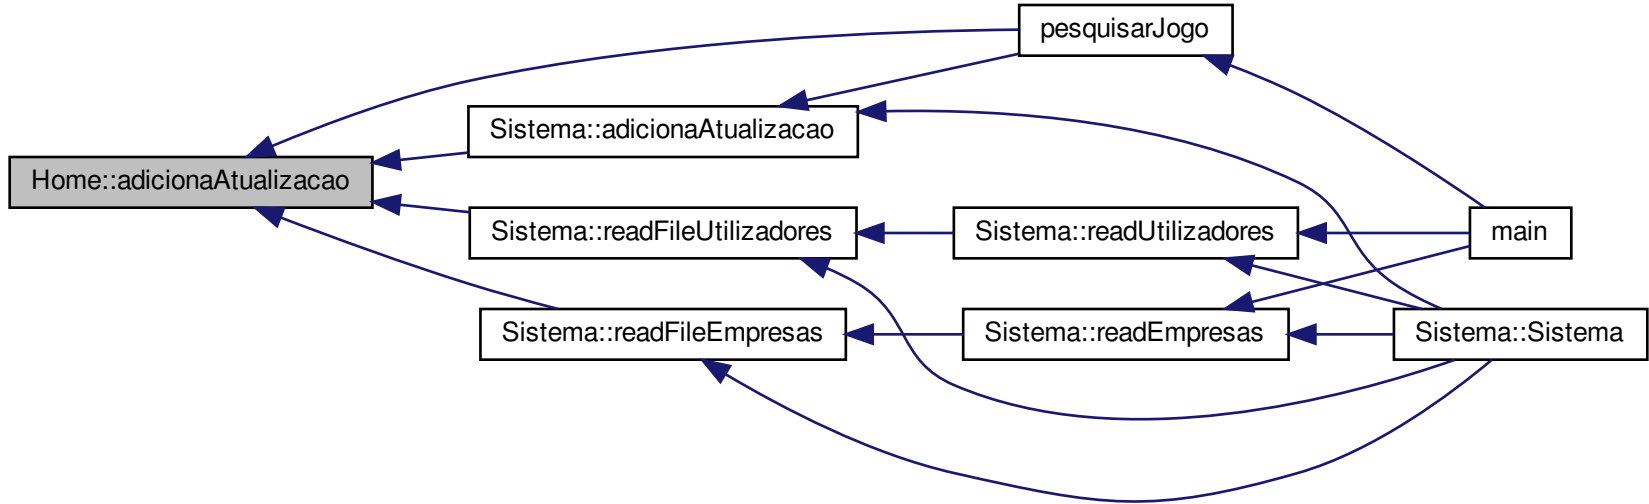 pesquisarJogo
Sistema::adicionaAtualizacao
Home::adicionaAtualizacao
Sistema::readFileUtilizadores
Sistema::readUtilizadores
main
Sistema::readFileEmpresas
Sistema::readEmpresas
Sistema::Sistema